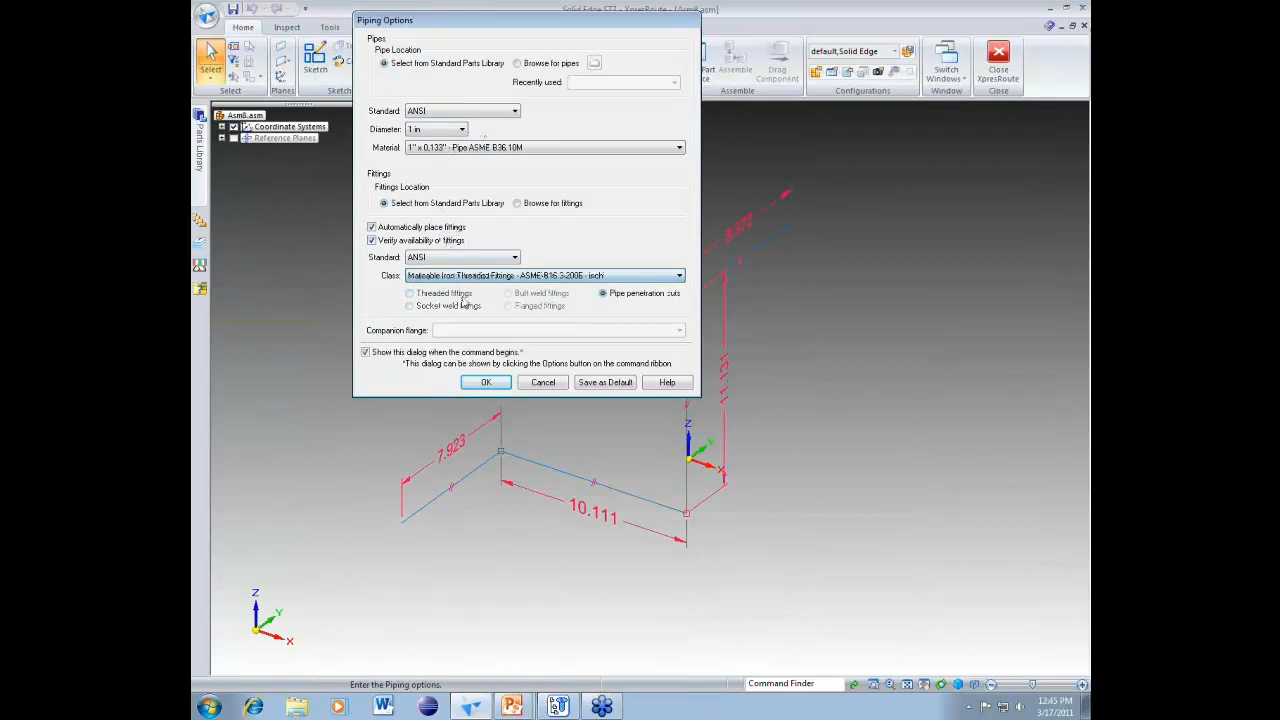 Piping Options
Solid Edge ST3 - XpresRoute - [Asm8.asm]
Home
Inspect
Tools
Select
Select
Planes
Sketch
Assemble
Drag
Component
Assemble
default,Solid Edge
Configurations
Switch
Windows
Window
Close
XpresRoute
Close
Pipes
Pipe Location
Select from Standard Parts Library
Browse for pipes
Recently used:
Standard: ANSI
Diameter: 1 in
Material: 1" x 0.133" - Pipe ASME B36.10M
Fittings
Fittings Location
Select from Standard Parts Library
Browse for fittings
Automatically place fittings
Verify availability of fittings
Standard: ANSI
Class: Malleable Iron Threaded Fittings - ASME B16.3-2006 - inch
Threaded fittings
Butt weld fittings
Pipe penetration cuts
Socket weld fittings
Flanged fittings
Companion flange:
Show this dialog when the command begins.*
*This dialog can be shown by clicking the Options button on the command ribbon.
OK
Cancel
Save as Default
Help
Parts Library
Asm8.asm
Coordinate Systems
Reference Planes
11.131
7.923
10.111
Z
Y
X
Z
Y
X
Enter the Piping options.
Command Finder
12:45 PM
3/17/2011